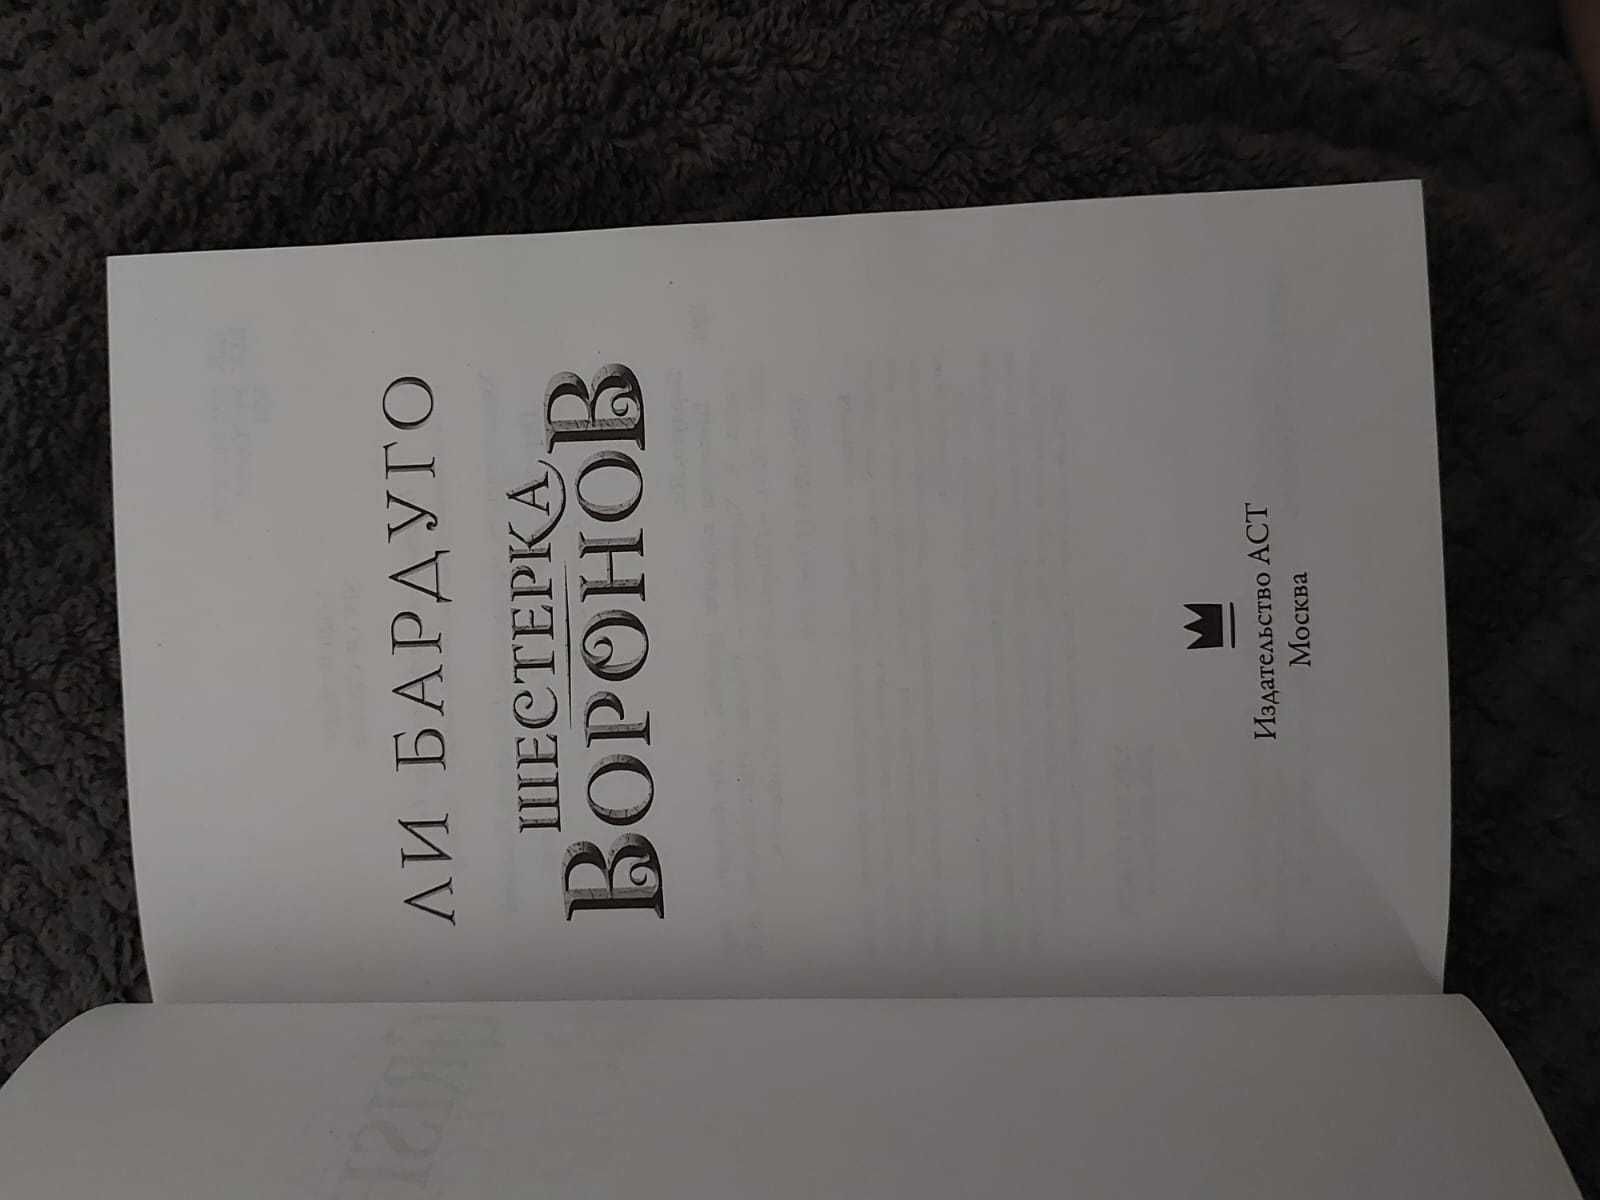 ЛИ БАРДУГО
ШЕСТЕРКА
ВОРОНОВ
Издательство АСТ
Москва